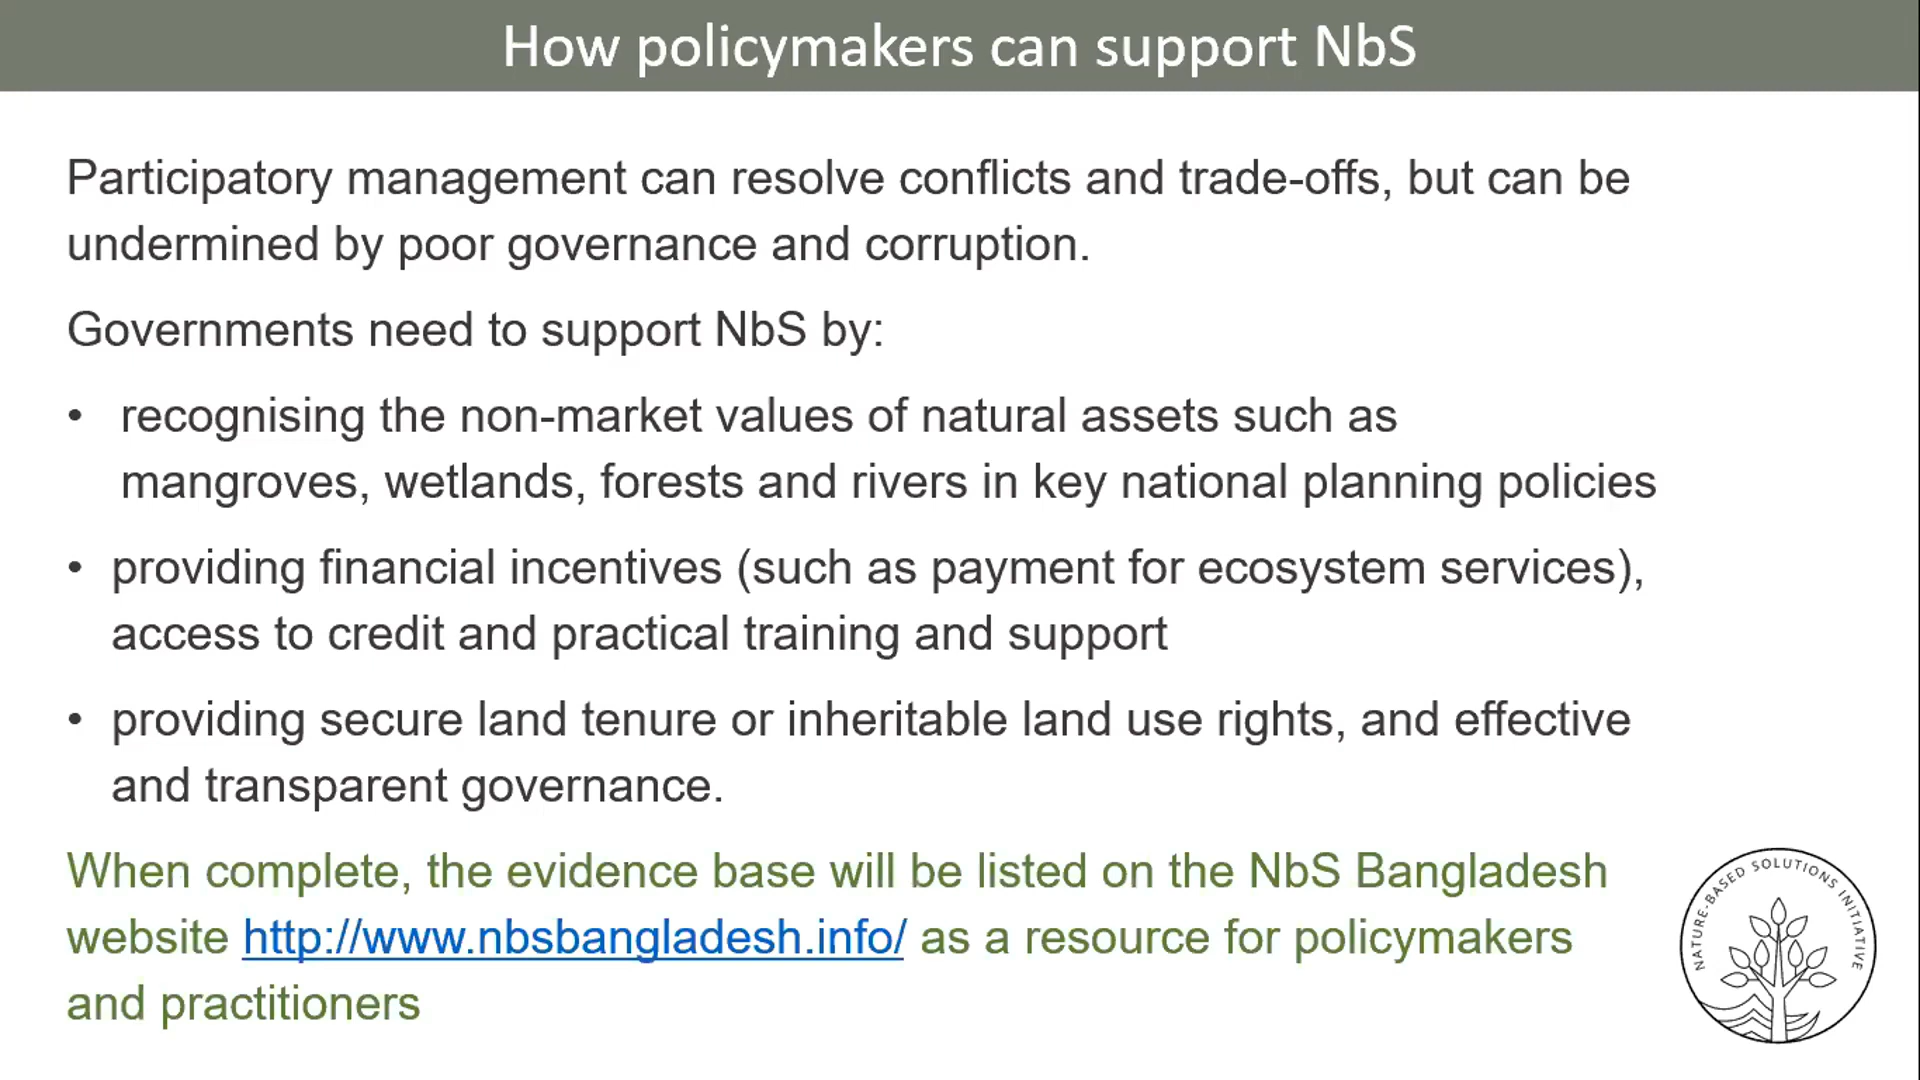 How policymakers can support NbS
Participatory management can resolve conflicts and trade-offs, but can be
undermined by poor governance and corruption.
Governments need to support NbS by:
• recognising the non-market values of natural assets such as
mangroves, wetlands, forests and rivers in key national planning policies
• providing financial incentives (such as payment for ecosystem services),
access to credit and practical training and support
• providing secure land tenure or inheritable land use rights, and effective
and transparent governance.
When complete, the evidence base will be listed on the NbS Bangladesh
website http://www.nbsbangladesh.info/ as a resource for policymakers
and practitioners
NATURE-BASED SOLUTIONS INITIATIVE